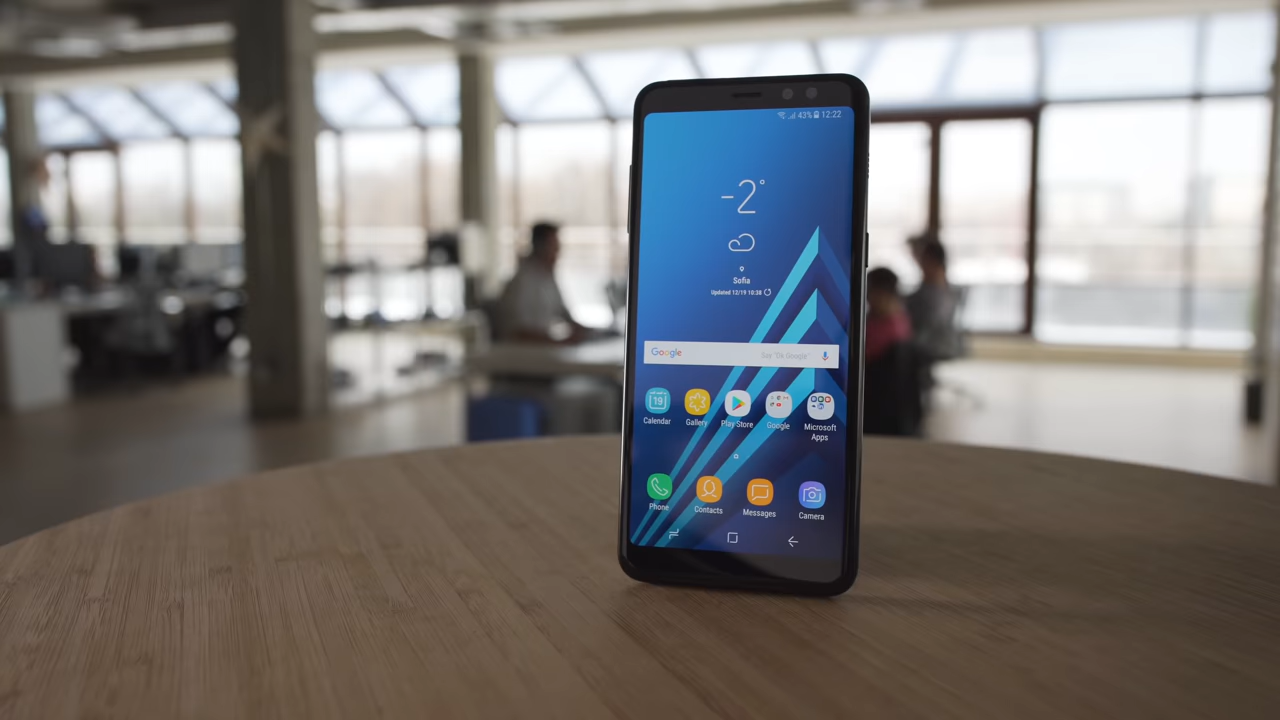 43% 12:22
-2°
Sofia
Updated 12/19 10:38
Google Say "Ok Google"
19
Calendar Gallery Play Store Google Microsoft Apps
Phone Contacts Messages Camera